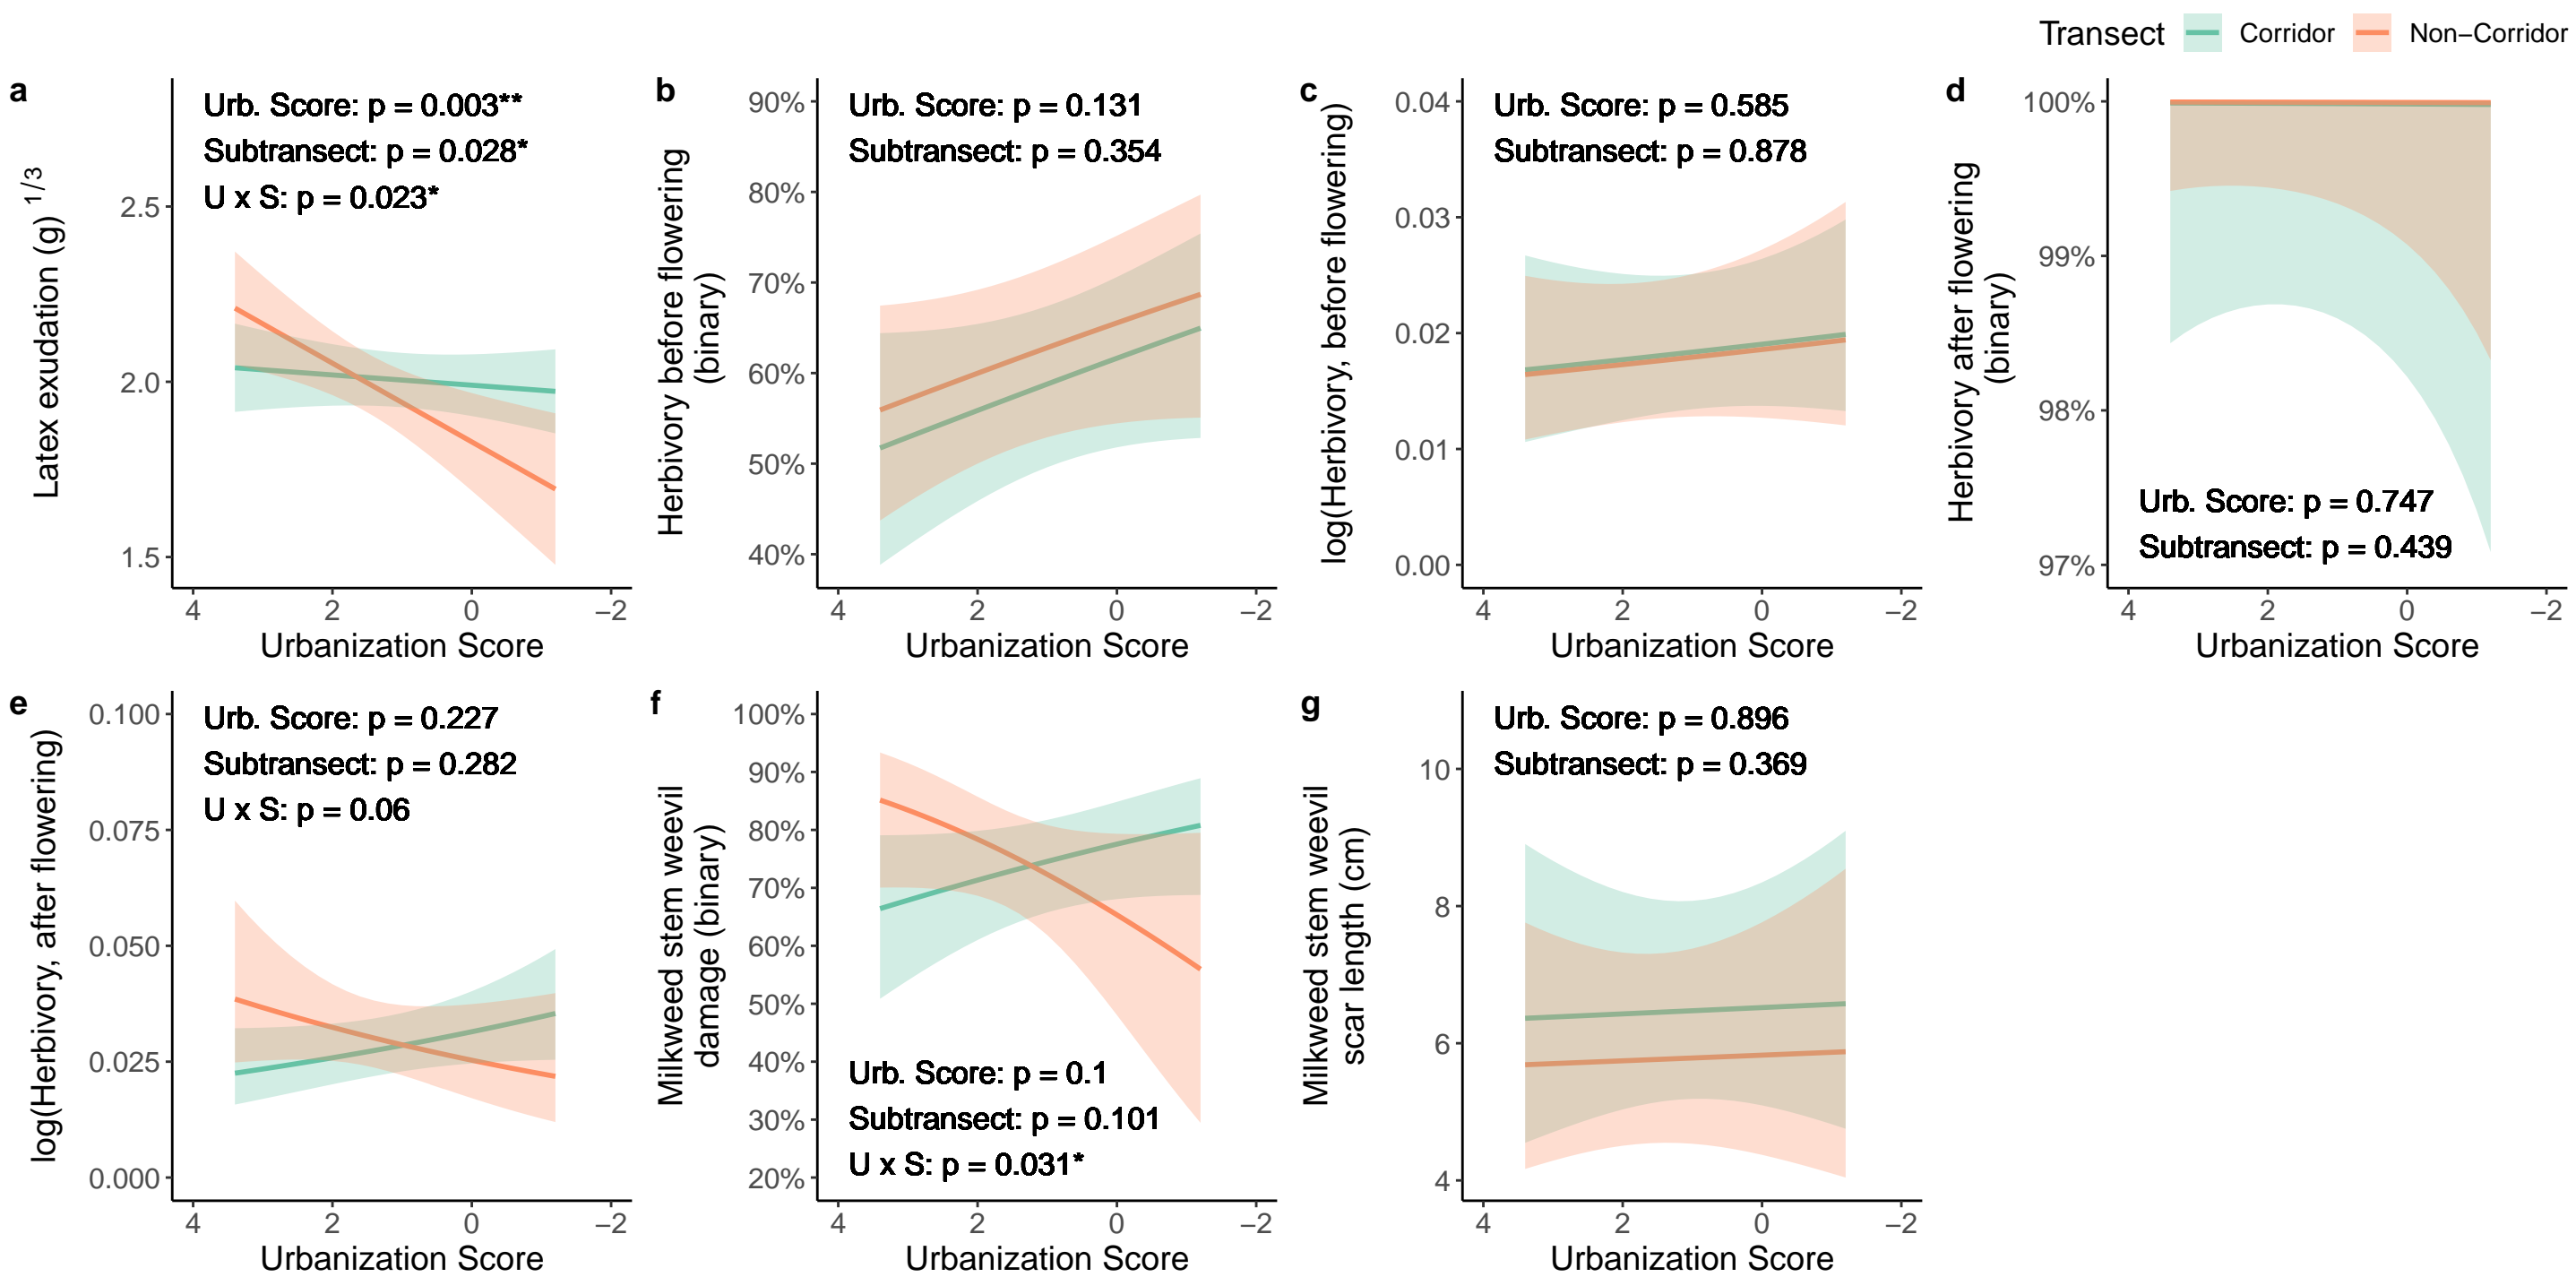 Transect Corridor Non−Corridor
a
Urb. Score: p = 0.003**
Subtransect: p = 0.028*
U x S: p = 0.023*
Latex exudation (g) 1/3
2.5
2.0
1.5
4 2 0 −2
Urbanization Score
b
Urb. Score: p = 0.131
Subtransect: p = 0.354
Herbivory before flowering
(binary)
90%
80%
70%
60%
50%
40%
4 2 0 −2
Urbanization Score
c
Urb. Score: p = 0.585
Subtransect: p = 0.878
log(Herbivory, before flowering)
0.04
0.03
0.02
0.01
0.00
4 2 0 −2
Urbanization Score
d
Herbivory after flowering
(binary)
100%
99%
98%
97%
Urb. Score: p = 0.747
Subtransect: p = 0.439
4 2 0 −2
Urbanization Score
e
Urb. Score: p = 0.227
Subtransect: p = 0.282
U x S: p = 0.06
log(Herbivory, after flowering)
0.100
0.075
0.050
0.025
0.000
4 2 0 −2
Urbanization Score
f
Milkweed stem weevil
damage (binary)
100%
90%
80%
70%
60%
50%
40%
30%
20%
Urb. Score: p = 0.1
Subtransect: p = 0.101
U x S: p = 0.031*
4 2 0 −2
Urbanization Score
g
Urb. Score: p = 0.896
Subtransect: p = 0.369
Milkweed stem weevil
scar length (cm)
10
8
6
4
4 2 0 −2
Urbanization Score